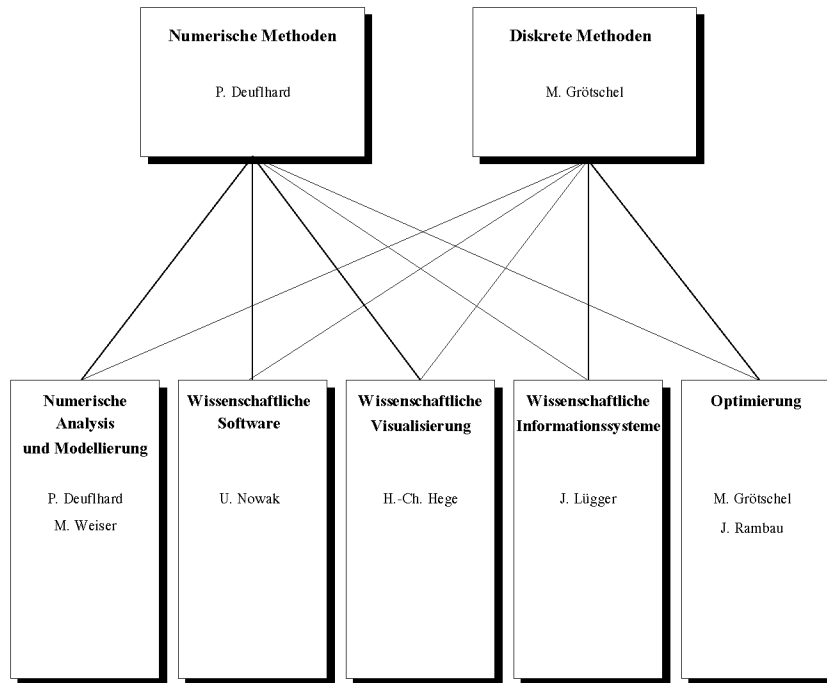 Numerische Methoden
P. Deuflhard
Diskrete Methoden
M. Grötschel
Numerische
Analysis
und Modellierung
P. Deuflhard
M. Weiser
Wissenschaftliche
Software
U. Nowak
Wissenschaftliche
Visualisierung
H.-Ch. Hege
Wissenschaftliche
Informationssysteme
J. Lügger
Optimierung
M. Grötschel
J. Rambau